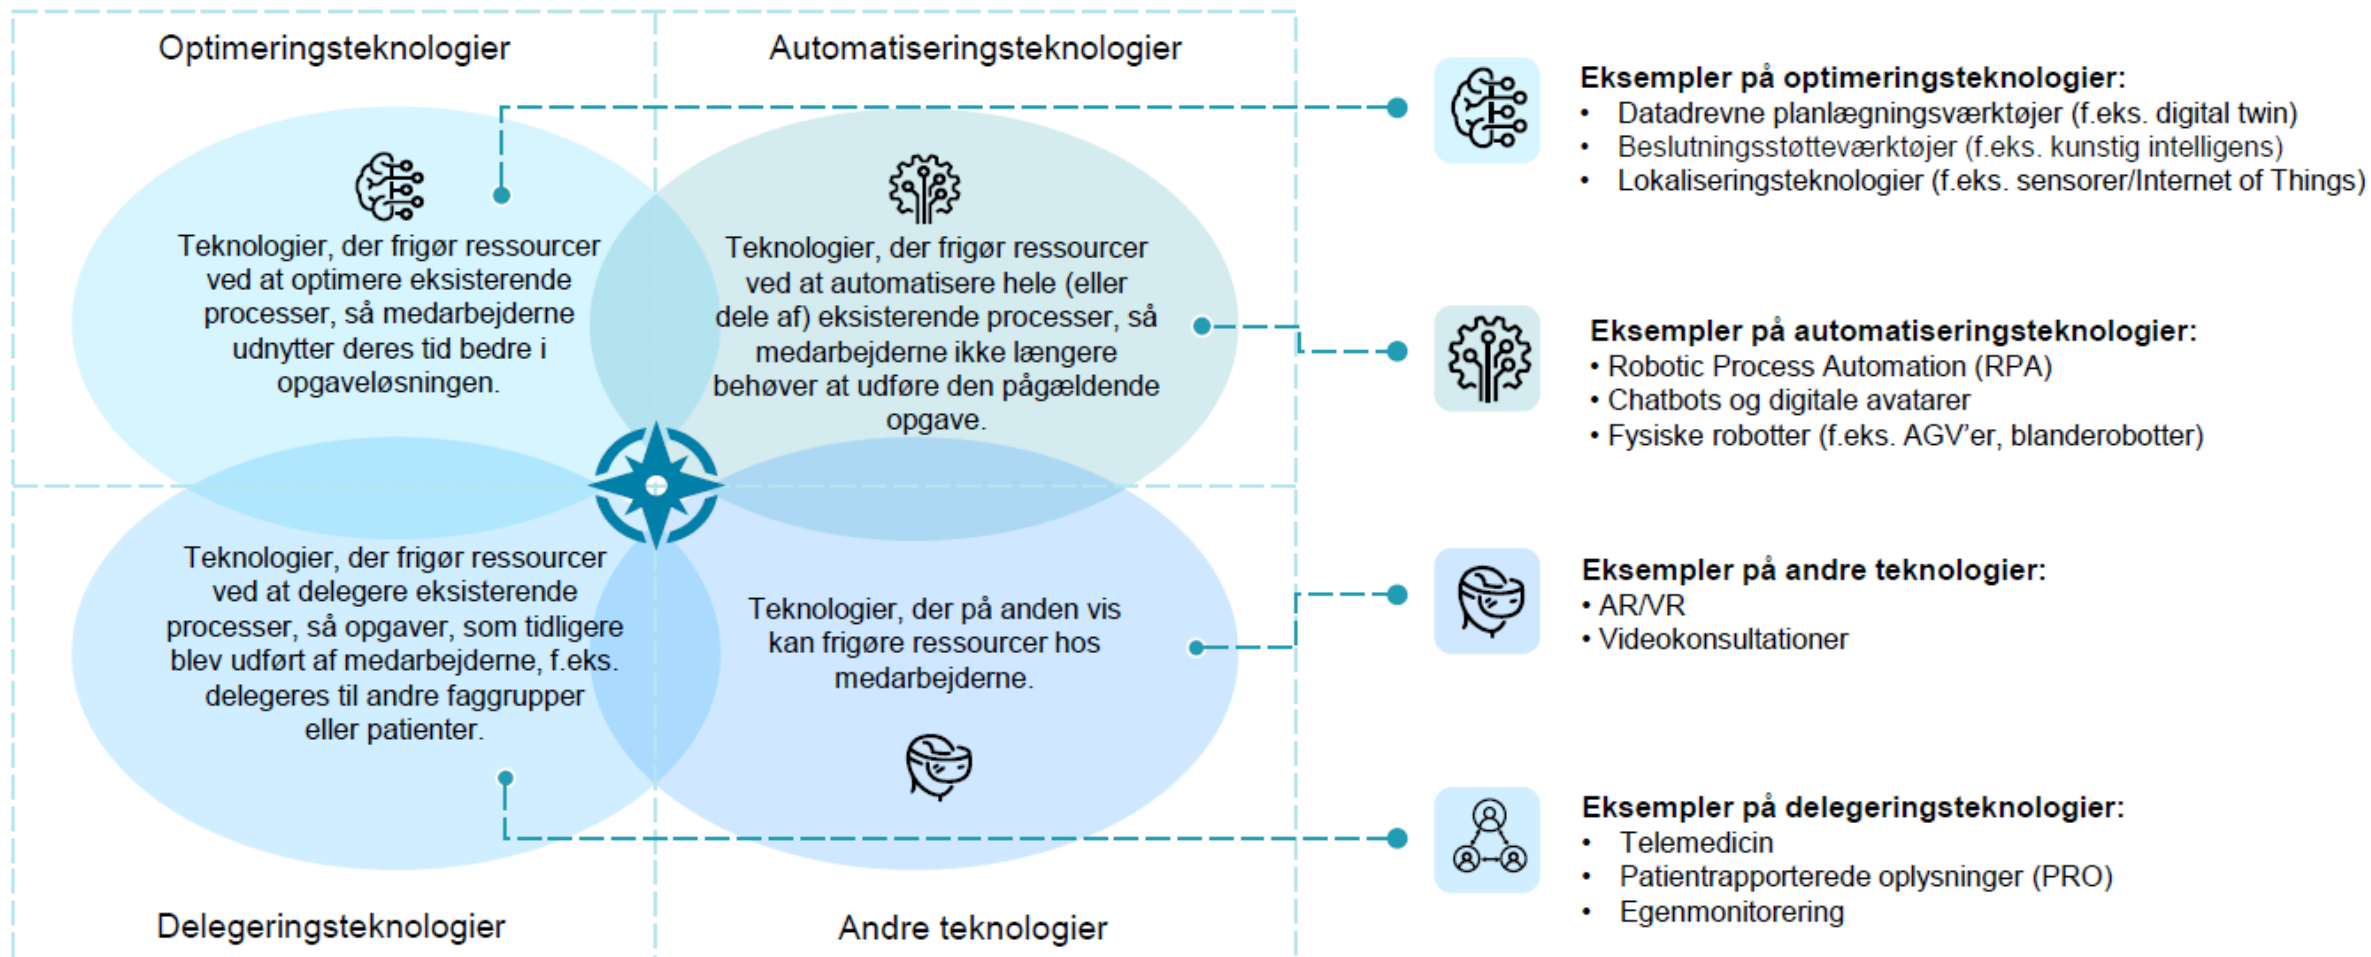 Optimeringsteknologier
Automatiseringsteknologier
Teknologier, der frigør ressourcer
ved at optimere eksisterende
processer, så medarbejderne
udnytter deres tid bedre i
opgaveløsningen.
Teknologier, der frigør ressourcer
ved at automatisere hele (eller
dele af) eksisterende processer, så
medarbejderne ikke længere
behøver at udføre den pågældende
opgave.
Teknologier, der frigør ressourcer
ved at delegere eksisterende
processer, så opgaver, som tidligere
blev udført af medarbejderne, f.eks.
delegeres til andre faggrupper
eller patienter.
Teknologier, der på anden vis
kan frigøre ressourcer hos
medarbejderne.
Delegeringsteknologier
Andre teknologier
Eksempler på optimeringsteknologier:
• Datadrevne planlægningsværktøjer (f.eks. digital twin)
• Beslutningsstøtteværktøjer (f.eks. kunstig intelligens)
• Lokaliseringsteknologier (f.eks. sensorer/Internet of Things)
Eksempler på automatiseringsteknologier:
• Robotic Process Automation (RPA)
• Chatbots og digitale avatarer
• Fysiske robotter (f.eks. AGV’er, blanderobotter)
Eksempler på andre teknologier:
• AR/VR
• Videokonsultationer
Eksempler på delegeringsteknologier:
• Telemedicin
• Patientrapporterede oplysninger (PRO)
• Egenmonitorering